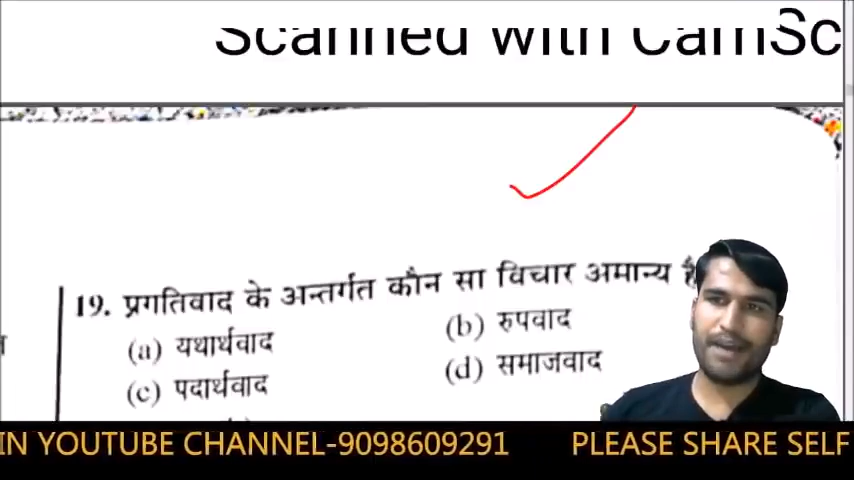 Scanned with CamSc
19. प्रगतिवाद के अन्तर्गत कौन सा विचार अमान्य है
(a) यथार्थवाद
(b) रुपवाद
(c) पदार्थवाद
(d) समाजवाद
IN YOUTUBE CHANNEL-9098609291 PLEASE SHARE SELF